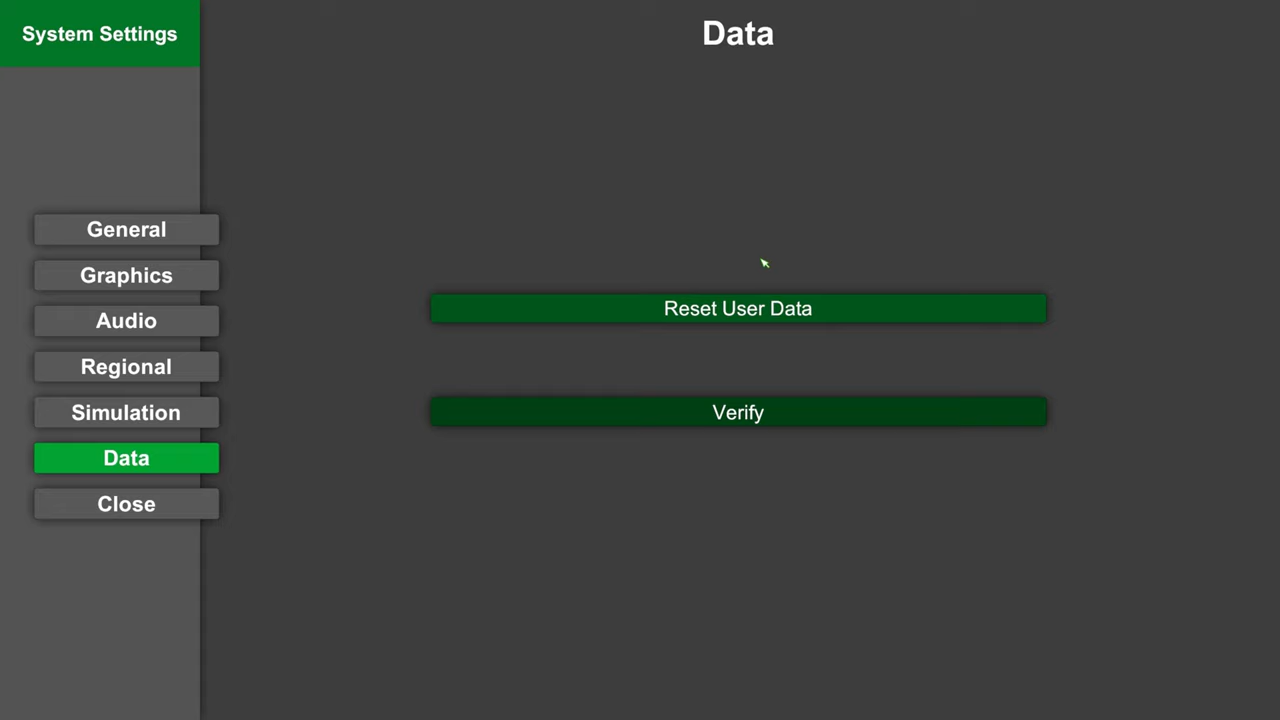 System Settings
Data
General
Graphics
Audio
Regional
Simulation
Data
Close
Reset User Data
Verify